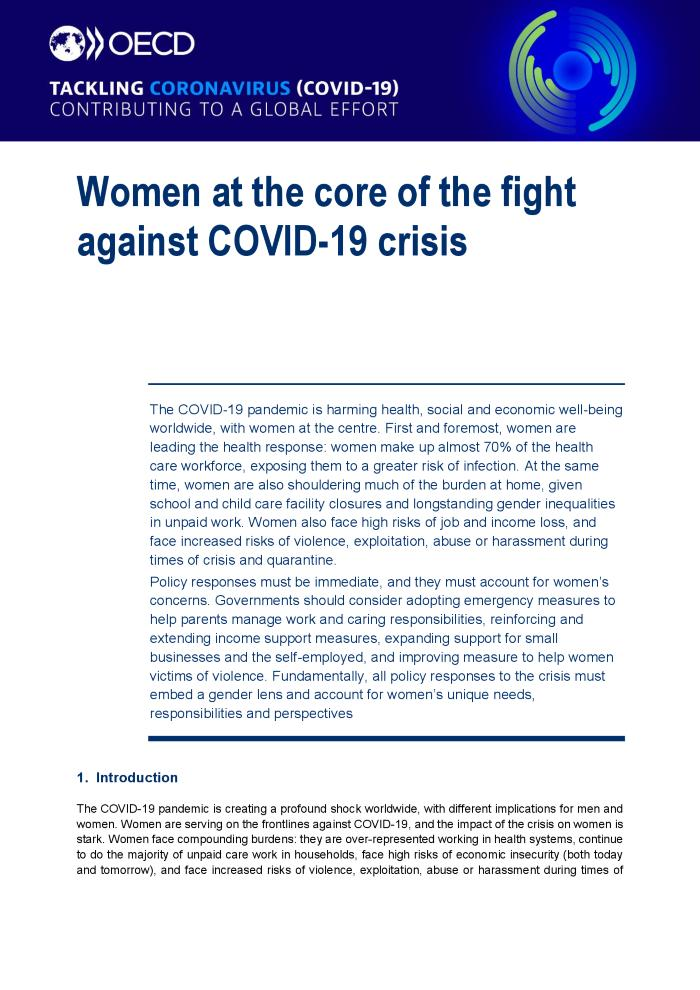 OECD
TACKLING CORONAVIRUS (COVID-19)
CONTRIBUTING TO A GLOBAL EFFORT
Women at the core of the fight
against COVID-19 crisis
The COVID-19 pandemic is harming health, social and economic well-being
worldwide, with women at the centre. First and foremost, women are
leading the health response: women make up almost 70% of the health
care workforce, exposing them to a greater risk of infection. At the same
time, women are also shouldering much of the burden at home, given
school and child care facility closures and longstanding gender inequalities
in unpaid work. Women also face high risks of job and income loss, and
face increased risks of violence, exploitation, abuse or harassment during
times of crisis and quarantine.
Policy responses must be immediate, and they must account for women’s
concerns. Governments should consider adopting emergency measures to
help parents manage work and caring responsibilities, reinforcing and
extending income support measures, expanding support for small
businesses and the self-employed, and improving measure to help women
victims of violence. Fundamentally, all policy responses to the crisis must
embed a gender lens and account for women’s unique needs,
responsibilities and perspectives
1. Introduction
The COVID-19 pandemic is creating a profound shock worldwide, with different implications for men and
women. Women are serving on the frontlines against COVID-19, and the impact of the crisis on women is
stark. Women face compounding burdens: they are over-represented working in health systems, continue
to do the majority of unpaid care work in households, face high risks of economic insecurity (both today
and tomorrow), and face increased risks of violence, exploitation, abuse or harassment during times of